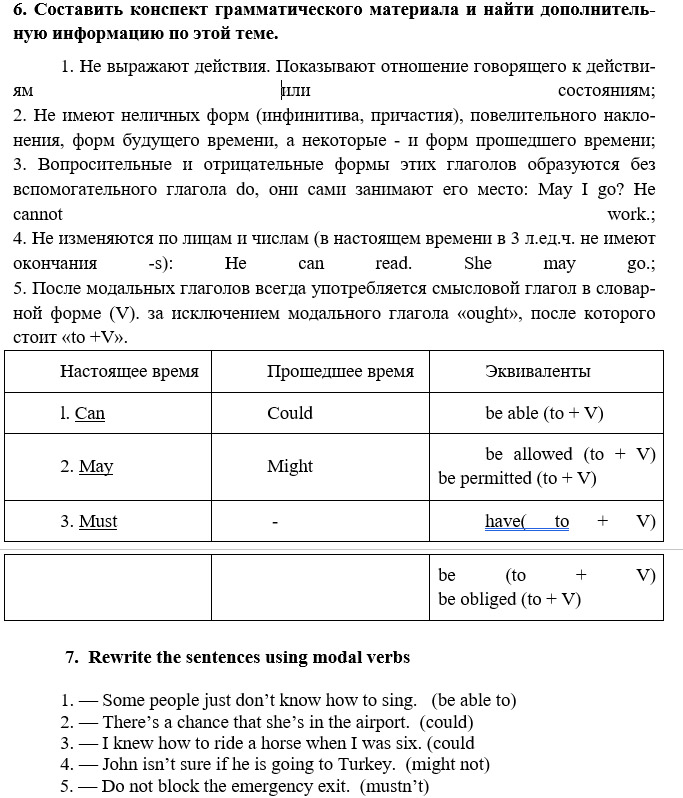 6. Составить конспект грамматического материала и найти дополнитель-
ную информацию по этой теме.
1. Не выражают действия. Показывают отношение говорящего к действи-
ям или состояниям;
2. Не имеют неличных форм (инфинитива, причастия), повелительного накло-
нения, форм будущего времени, а некоторые - и форм прошедшего времени;
3. Вопросительные и отрицательные формы этих глаголов образуются без
вспомогательного глагола do, они сами занимают его место: May I go? He
cannot work.;
4. Не изменяются по лицам и числам (в настоящем времени в 3 л.ед.ч. не имеют
окончания -s): He can read. She may go.;
5. После модальных глаголов всегда употребляется смысловой глагол в словар-
ной форме (V). за исключением модального глагола «ought», после которого
стоит «to +V».
Настоящее время Прошедшее время Эквиваленты
l. Can Could be able (to + V)
2. May Might be allowed (to + V)
be permitted (to + V)
3. Must - have( to + V)
be (to + V)
be obliged (to + V)
7. Rewrite the sentences using modal verbs
1. — Some people just don’t know how to sing. (be able to)
2. — There’s a chance that she’s in the airport. (could)
3. — I knew how to ride a horse when I was six. (could
4. — John isn’t sure if he is going to Turkey. (might not)
5. — Do not block the emergency exit. (mustn’t)